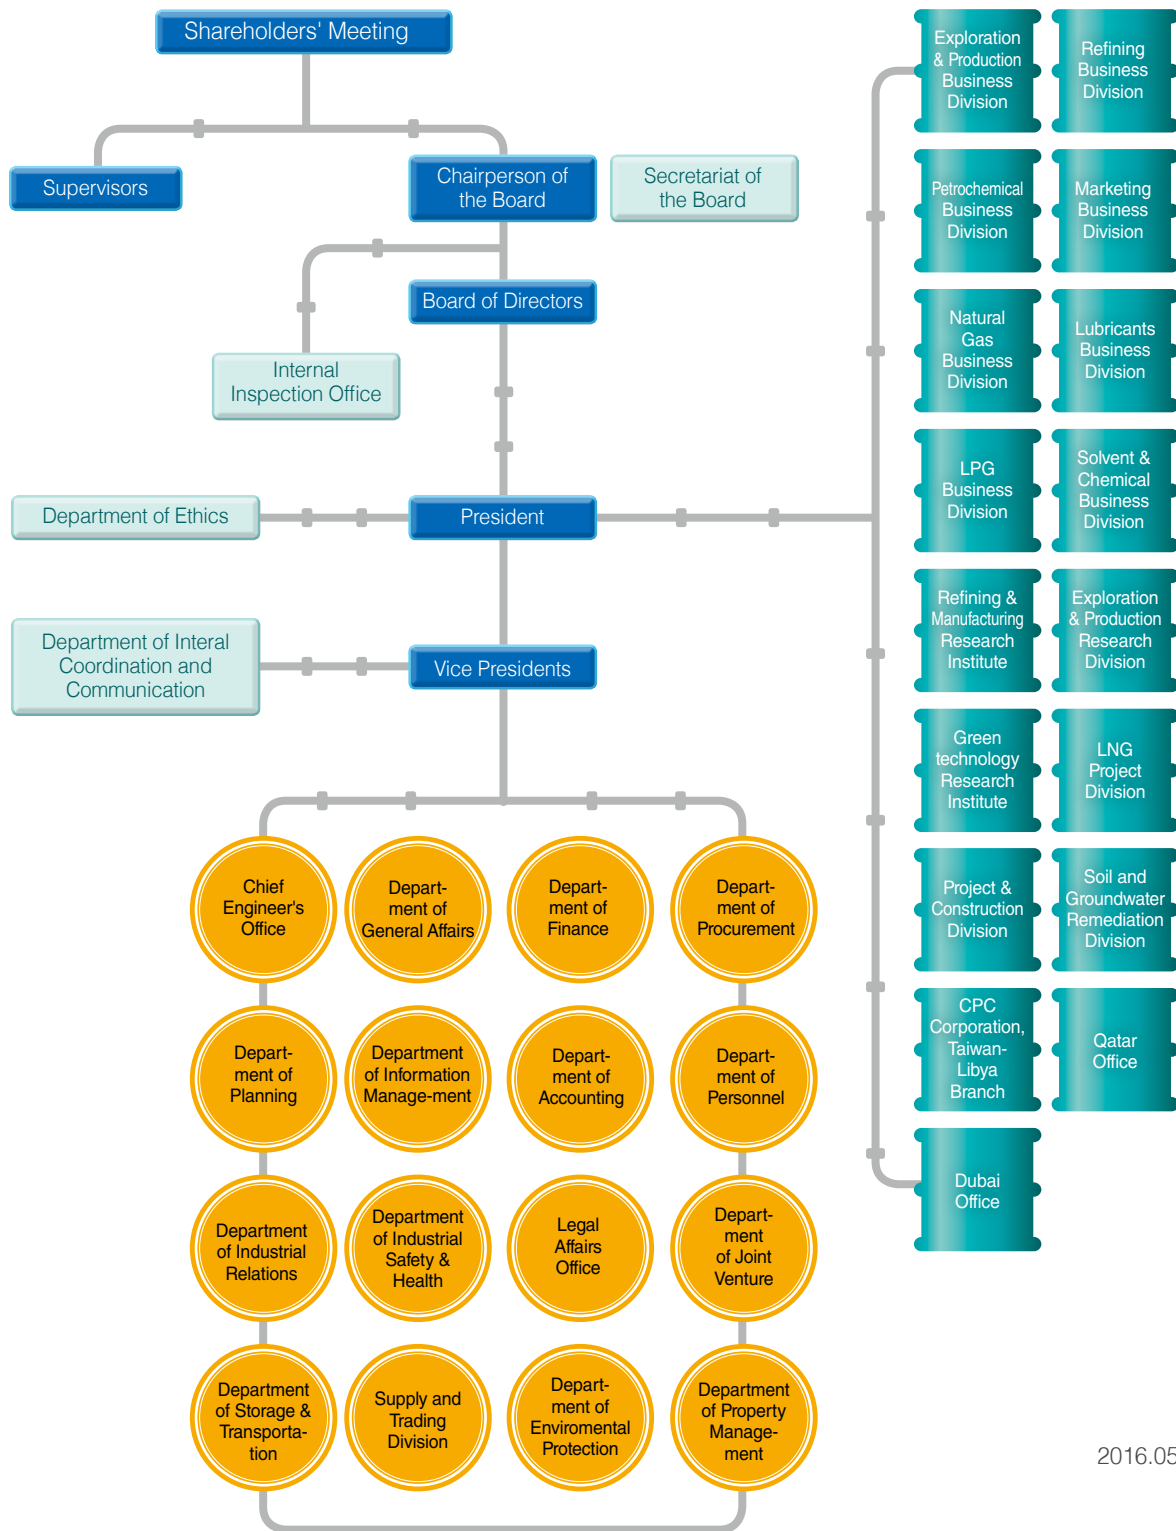 Shareholders' Meeting
Supervisors
Chairperson of
the Board
Secretariat of
the Board
Board of Directors
Internal
Inspection Office
Department of Ethics
President
Department of Interal
Coordination and
Communication
Vice Presidents
Chief
Engineer's
Office
Depart-
ment of
General Affairs
Depart-
ment of
Finance
Depart-
ment of
Procurement
Depart-
ment of
Planning
Department
of Information
Manage-ment
Depart-
ment of
Accounting
Depart-
ment of
Personnel
Department
of Industrial
Relations
Department
of Industrial
Safety &
Health
Legal
Affairs
Office
Depart-
ment
of Joint
Venture
Department
of Storage &
Transporta-
tion
Supply and
Trading
Division
Depart-
ment of
Enviromental
Protection
Department
of Property
Manage-
ment
Exploration
& Production
Business
Division
Refining
Business
Division
Petrochemical
Business
Division
Marketing
Business
Division
Natural
Gas
Business
Division
Lubricants
Business
Division
LPG
Business
Division
Solvent &
Chemical
Business
Division
Refining &
Manufacturing
Research
Institute
Exploration
& Production
Research
Division
Green
technology
Research
Institute
LNG
Project
Division
Project &
Construction
Division
Soil and
Groundwater
Remediation
Division
CPC
Corporation,
Taiwan-
Libya
Branch
Qatar
Office
Dubai
Office
2016.05